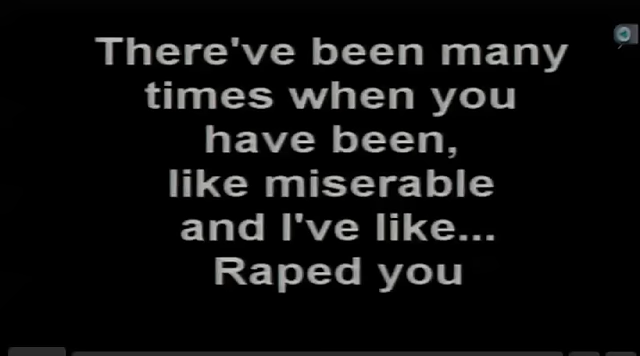 There've been many
times when you
have been,
like miserable
and I've like...
Raped you